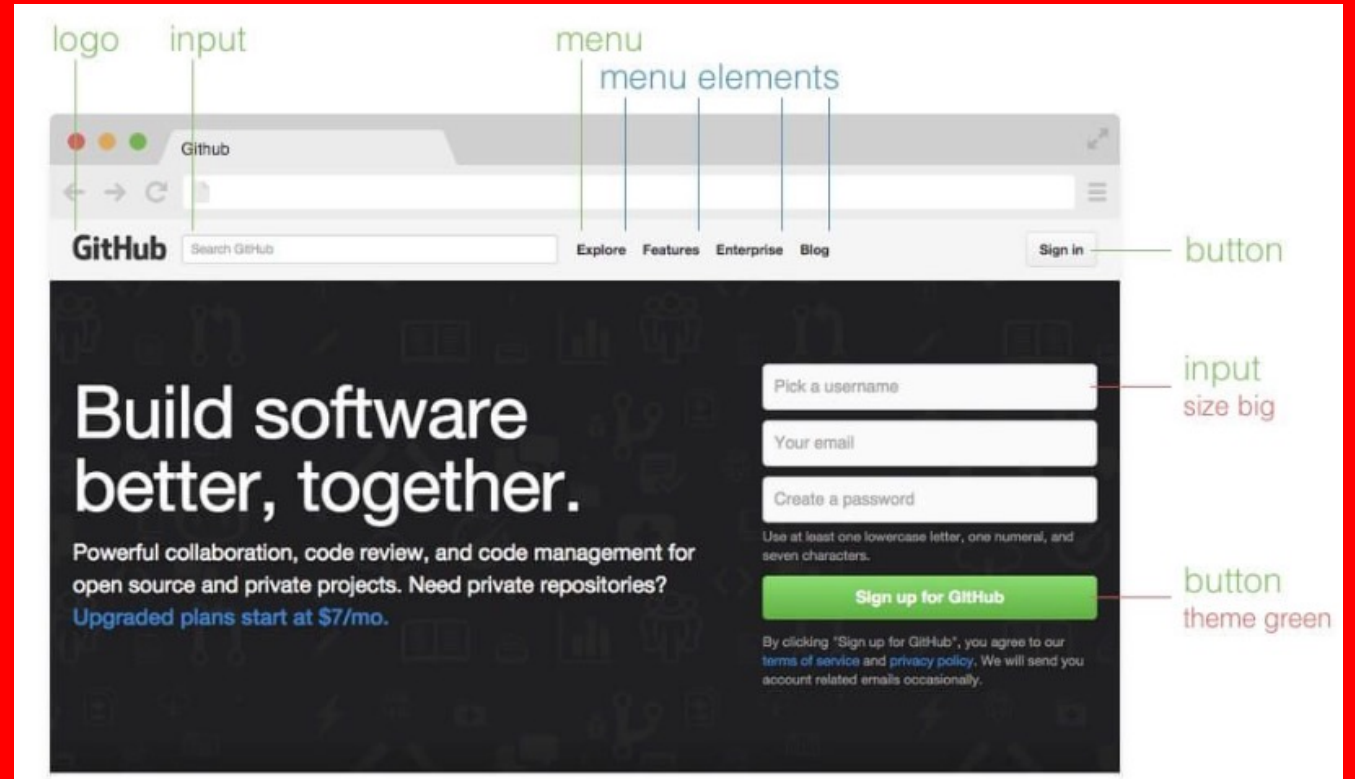 logo input menu
menu elements
Github
GitHub Search GitHub Explore Features Enterprise Blog Sign in button
Build software
better, together.
Powerful collaboration, code review, and code management for
open source and private projects. Need private repositories?
Upgraded plans start at $7/mo.
Pick a username
input
size big
Your email
Create a password
Use at least one lowercase letter, one numeral, and
seven characters.
Sign up for GitHub
button
theme green
By clicking "Sign up for GitHub", you agree to our
terms of service and privacy policy. We will send you
account related emails occasionally.